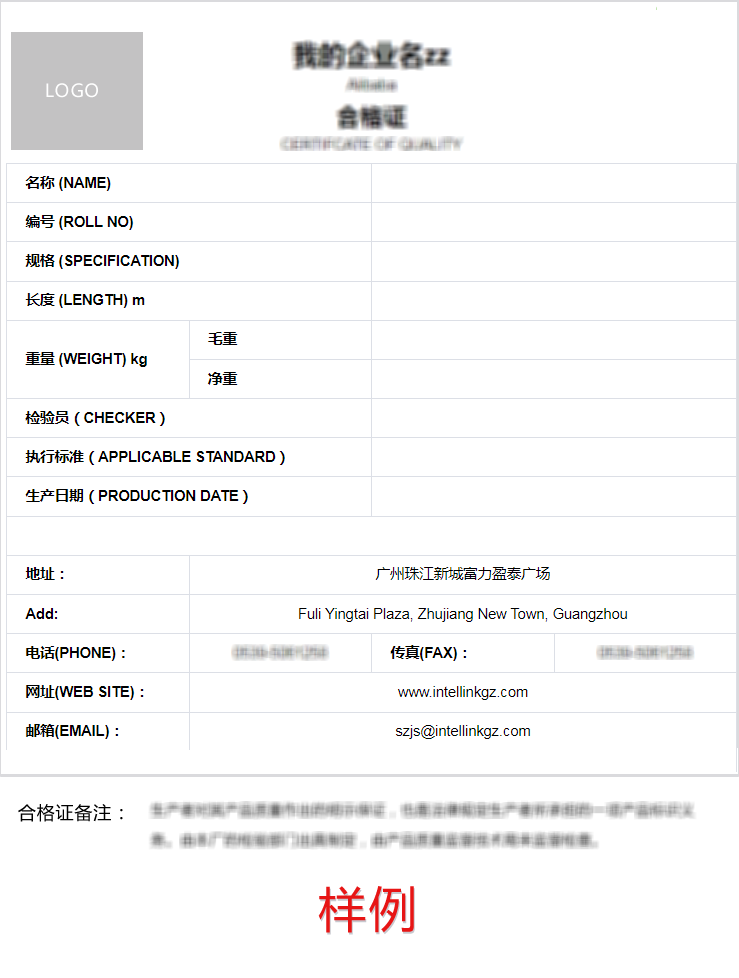 LOGO
我的企业名zz
Alibaba
合格证
CERTIFCATE OF QUALITY
名称 (NAME)
编号 (ROLL NO)
规格 (SPECIFICATION)
长度 (LENGTH) m
重量 (WEIGHT) kg
毛重
净重
检验员 ( CHECKER )
执行标准 ( APPLICABLE STANDARD )
生产日期 ( PRODUCTION DATE )
地址： 广州珠江新城富力盈泰广场
Add: Fuli Yingtai Plaza, Zhujiang New Town, Guangzhou
电话(PHONE)： 传真(FAX)：
网址(WEB SITE)： www.intellinkgz.com
邮箱(EMAIL)： szjs@intellinkgz.com
合格证备注：
样例